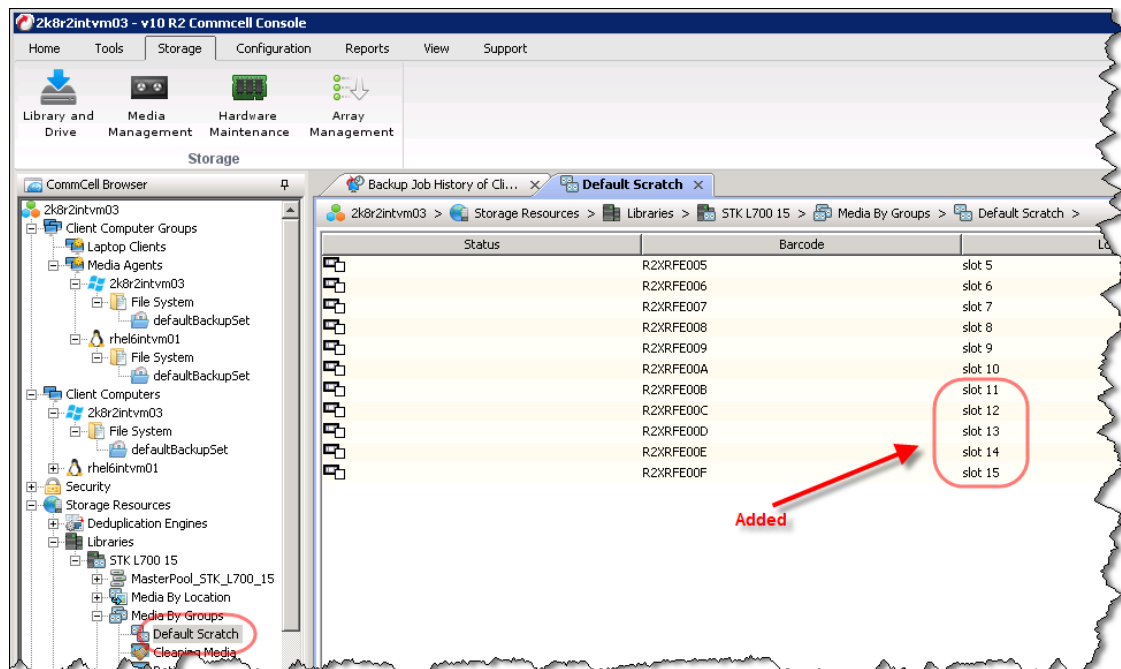 2k8r2intvm03 - v10 R2 Commcell Console
Home Tools Storage Configuration Reports View Support
Library and Drive
Media Management
Hardware Maintenance
Array Management
Storage
CommCell Browser
2k8r2intvm03
Client Computer Groups
Laptop Clients
Media Agents
2k8r2intvm03
File System
defaultBackupSet
rhel6intvm01
File System
defaultBackupSet
Client Computers
2k8r2intvm03
File System
defaultBackupSet
rhel6intvm01
Security
Storage Resources
Deduplication Engines
Libraries
STK L700 15
MasterPool_STK_L700_15
Media By Location
Media By Groups
Default Scratch
Cleaning Media
Backup Job History of Cli... Default Scratch
2k8r2intvm03 > Storage Resources > Libraries > STK L700 15 > Media By Groups > Default Scratch >
Status Barcode
R2XRFE005 slot 5
R2XRFE006 slot 6
R2XRFE007 slot 7
R2XRFE008 slot 8
R2XRFE009 slot 9
R2XRFE00A slot 10
R2XRFE00B slot 11
R2XRFE00C slot 12
R2XRFE00D slot 13
R2XRFE00E slot 14
R2XRFE00F slot 15
Added